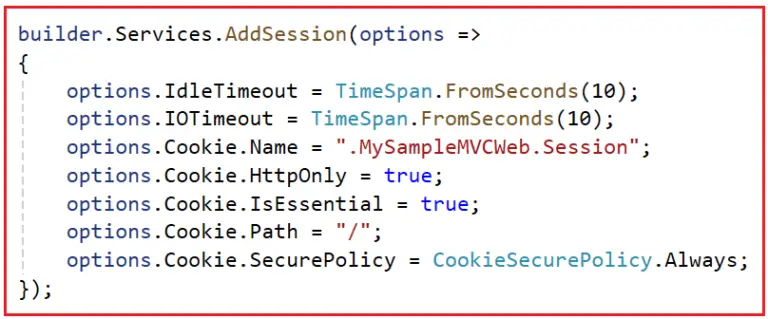 builder.Services.AddSession(options =>
{
    options.IdleTimeout = TimeSpan.FromSeconds(10);
    options.IOTimeout = TimeSpan.FromSeconds(10);
    options.Cookie.Name = ".MySampleMVCWeb.Session";
    options.Cookie.HttpOnly = true;
    options.Cookie.IsEssential = true;
    options.Cookie.Path = "/";
    options.Cookie.SecurePolicy = CookieSecurePolicy.Always;
});